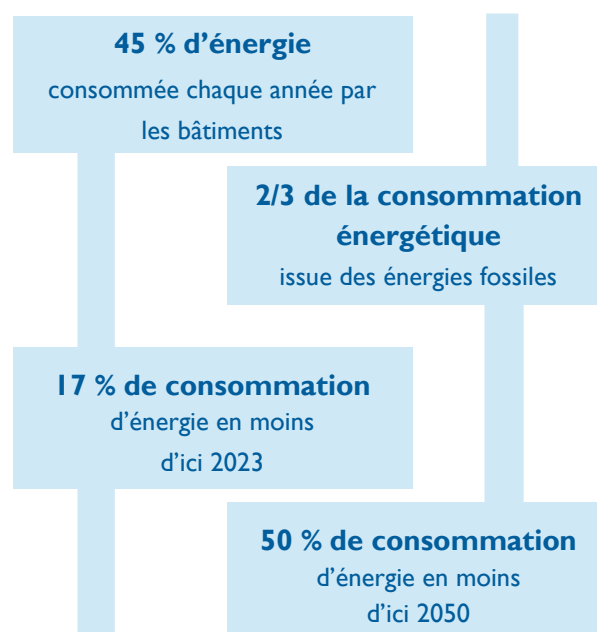 45 % d’énergie
consommée chaque année par
les bâtiments
2/3 de la consommation
énergétique
issue des énergies fossiles
17 % de consommation
d’énergie en moins
d’ici 2023
50 % de consommation
d’énergie en moins
d’ici 2050